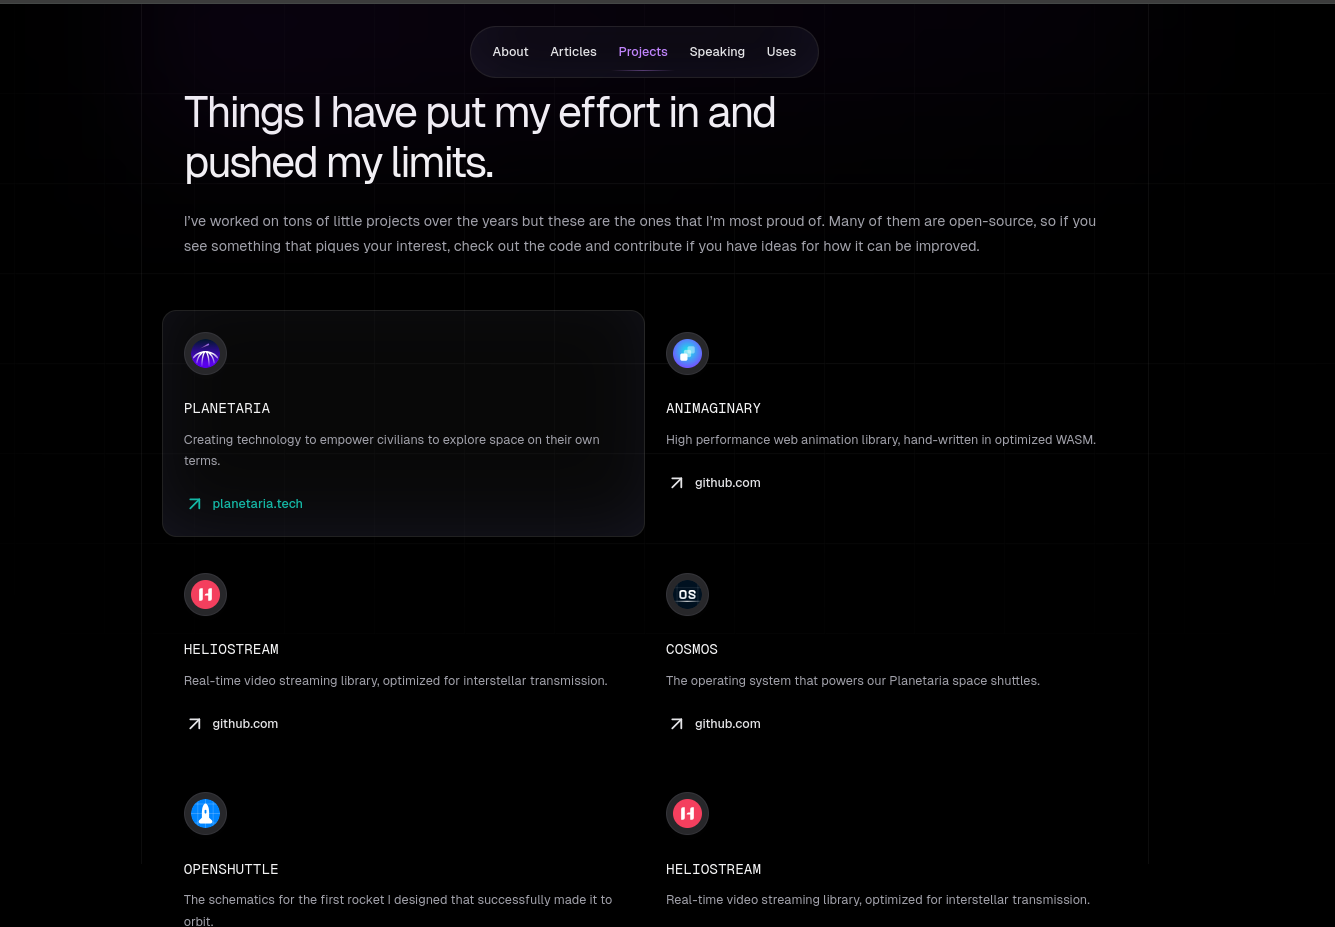 About Articles Projects Speaking Uses
Things I have put my effort in and
pushed my limits.
I've worked on tons of little projects over the years but these are the ones that I'm most proud of. Many of them are open-source, so if you
see something that piques your interest, check out the code and contribute if you have ideas for how it can be improved.
PLANETARIA
Creating technology to empower civilians to explore space on their own
terms.
planetaria.tech
ANIMAGINARY
High performance web animation library, hand-written in optimized WASM.
github.com
H
HELIOSTREAM
Real-time video streaming library, optimized for interstellar transmission.
github.com
OS
COSMOS
The operating system that powers our Planetaria space shuttles.
github.com
OPENSHUTTLE
The schematics for the first rocket I designed that successfully made it to
orbit.
H
HELIOSTREAM
Real-time video streaming library, optimized for interstellar transmission.